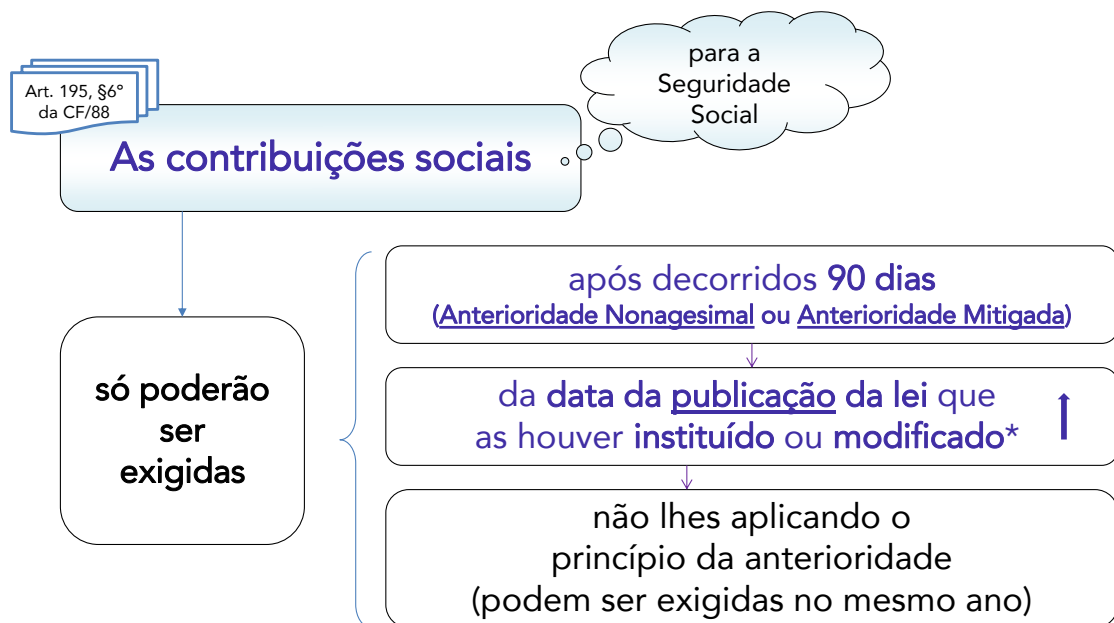 para a
Seguridade
Social
Art. 195, §6º
da CF/88
As contribuições sociais
só poderão
ser
exigidas
após decorridos 90 dias
(Anterioridade Nonagesimal ou Anterioridade Mitigada)
da data da publicação da lei que
as houver instituído ou modificado*
não lhes aplicando o
princípio da anterioridade
(podem ser exigidas no mesmo ano)